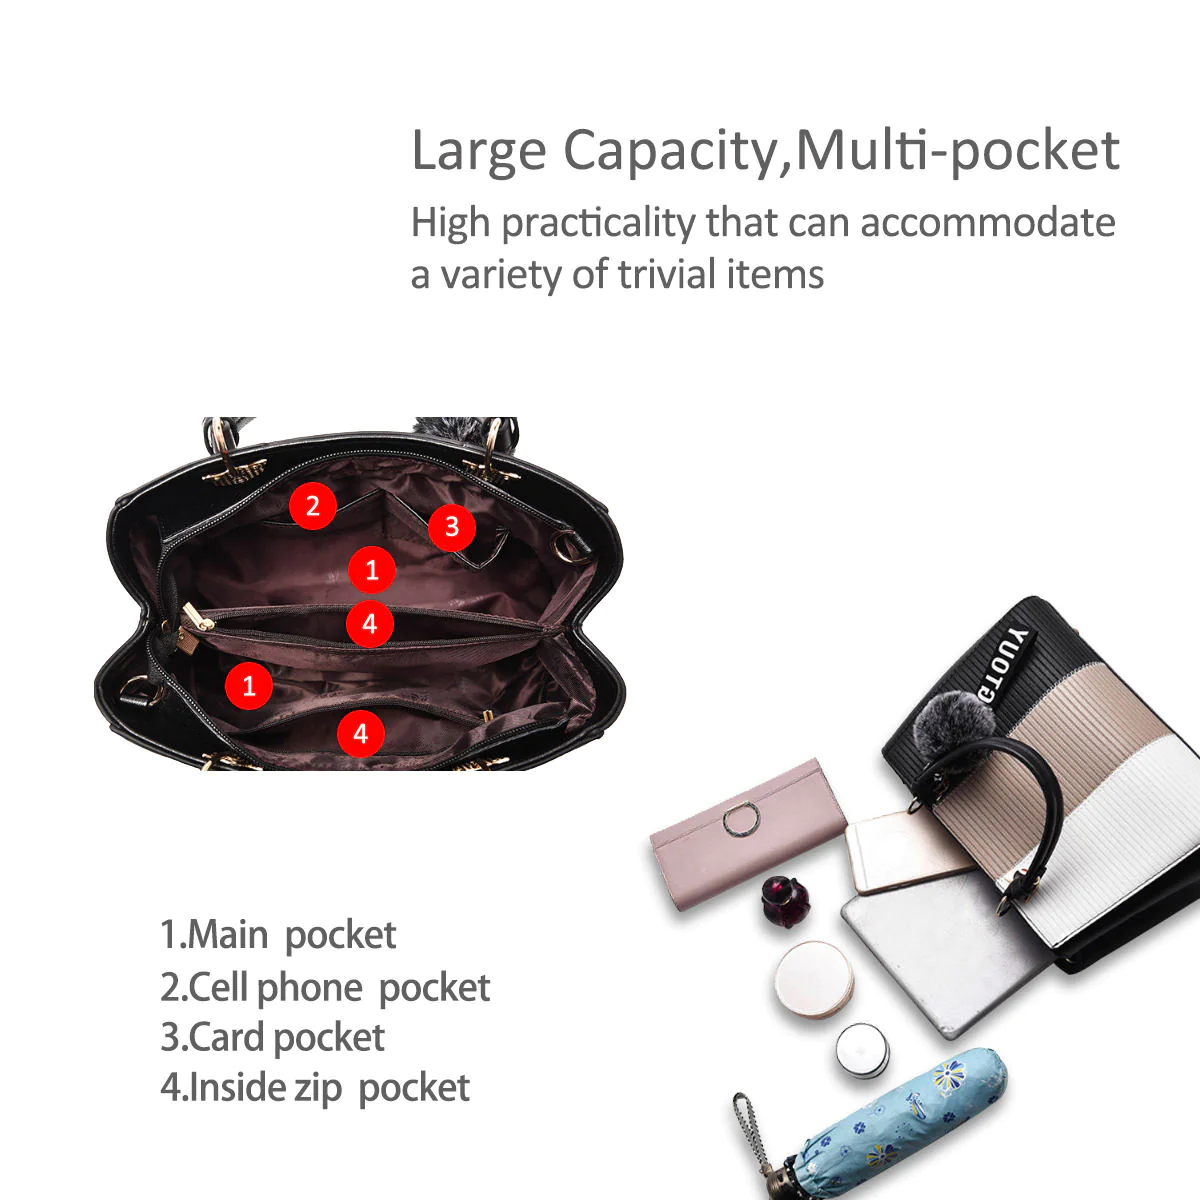 Large Capacity,Multi-pocket
High practicality that can accommodate
a variety of trivial items
2
3
1
4
1
4
YUOTG
1.Main pocket
2.Cell phone pocket
3.Card pocket
4.Inside zip pocket